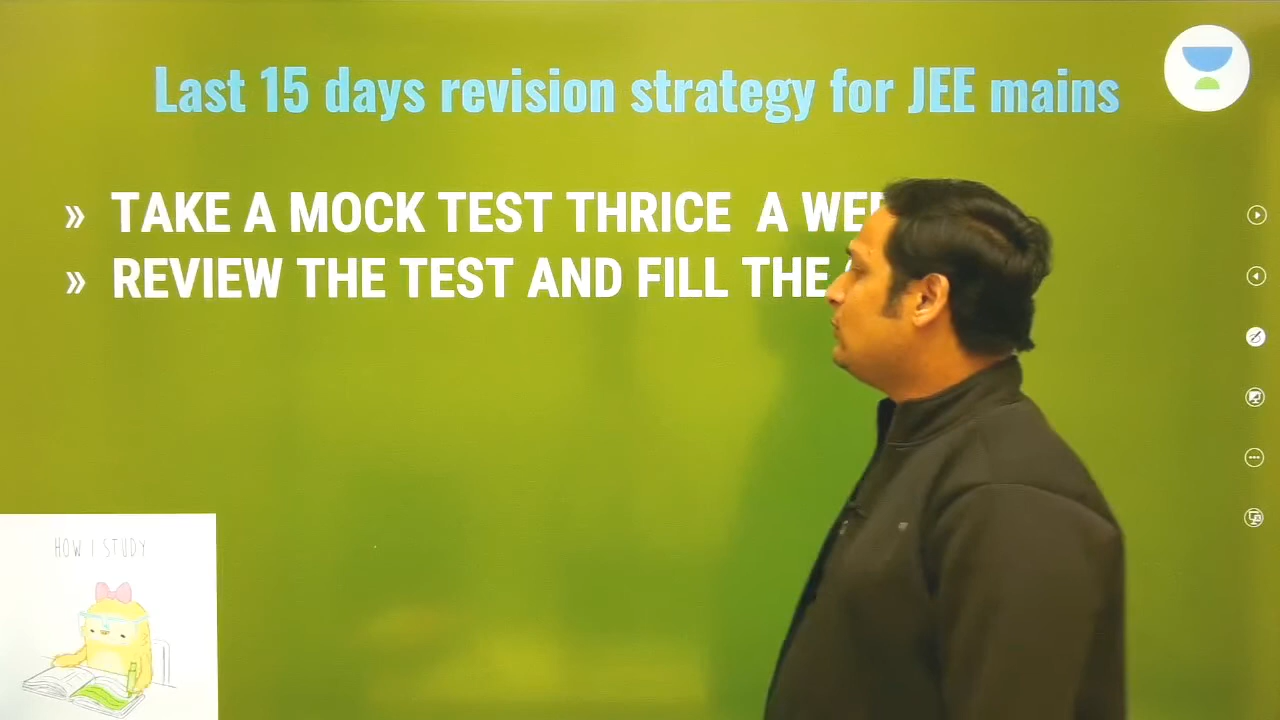 Last 15 days revision strategy for JEE mains
» TAKE A MOCK TEST THRICE A
» REVIEW THE TEST AND FILL THE
HOW I STUDY